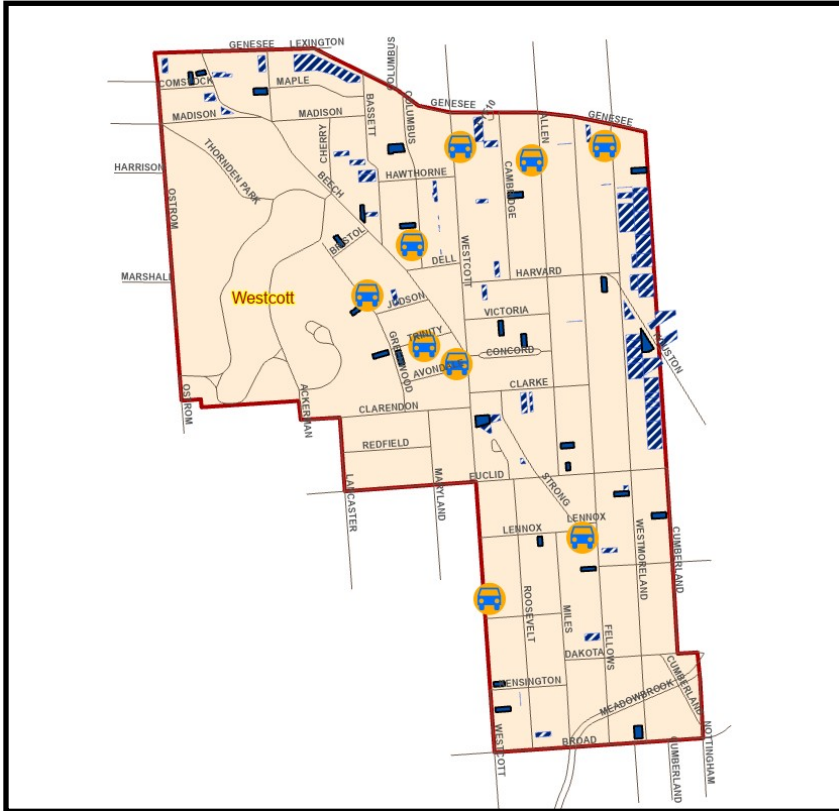 GENESEE
LEXINGTON
COLUMBUS
COMSTOCK
MAPLE
BASSETT
COLUMBUS
GENESEE
ALLEN
GENESEE
MADISON
MADISON
CHERRY
THORNDEN PARK
HARRISON
BEECH
HAWTHORNE
CAMBRIDGE
OSTROM
BRISTOL
WESTCOTT
DELL
MARSHALL
Westcott
HARVARD
JUDSON
VICTORIA
TRINITY
HOUSTON
GREENWOOD
CONCORD
AVONDALE
OSTROM
ACKERMAN
CLARKE
CLARENDON
REDFIELD
LANCASTER
MARYLAND
EUCLID
STRONG
LENNOX
LENNOX
WESTMORELAND
CUMBERLAND
ROOSEVELT
MILES
FELLOWS
DAKOTA
KENSINGTON
CUMBERLAND
MEADOWBROOK
WESTCOTT
BROAD
CUMBERLAND
NOTTINGHAM